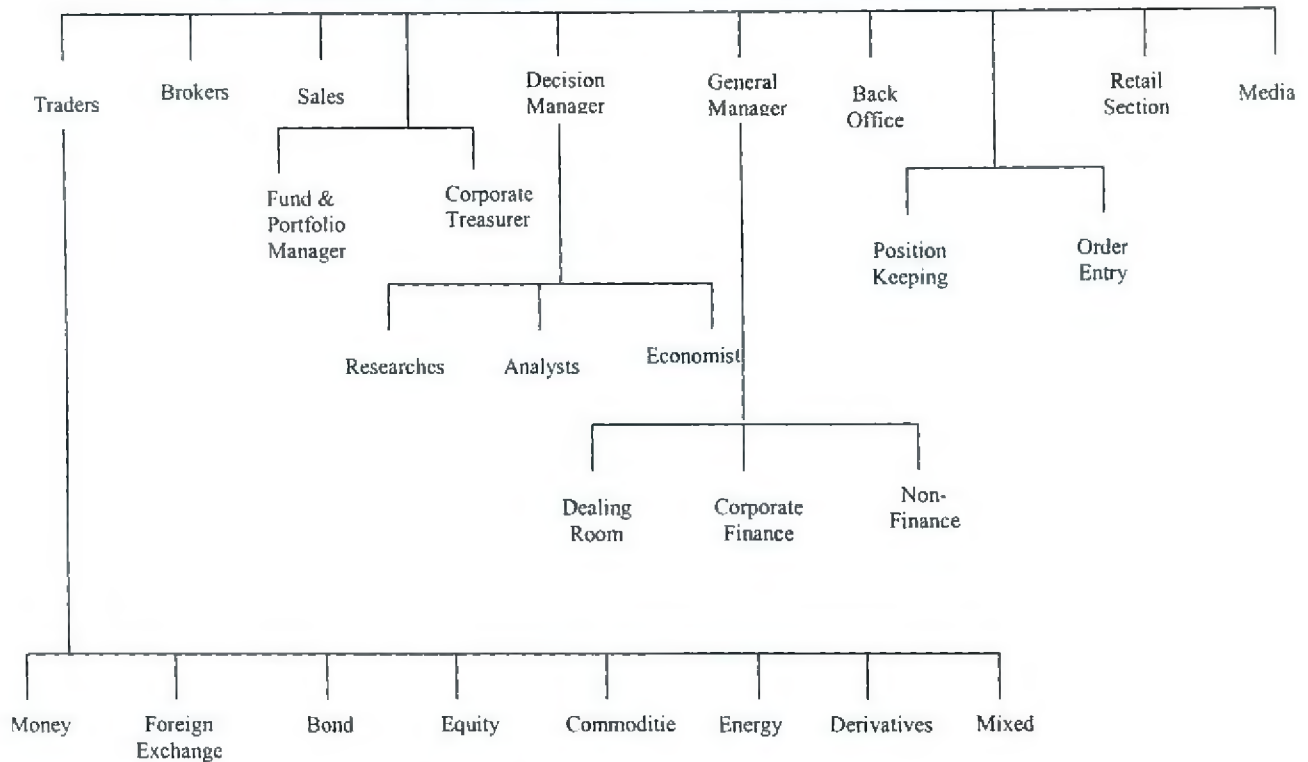 Traders
Brokers
Sales
Decision
Manager
General
Manager
Back
Office
Retail
Section
Media
Fund &
Portfolio
Manager
Corporate
Treasurer
Position
Keeping
Order
Entry
Researches
Analysts
Economist
Dealing
Room
Corporate
Finance
Non-
Finance
Money
Foreign
Exchange
Bond
Equity
Commoditie
Energy
Derivatives
Mixed